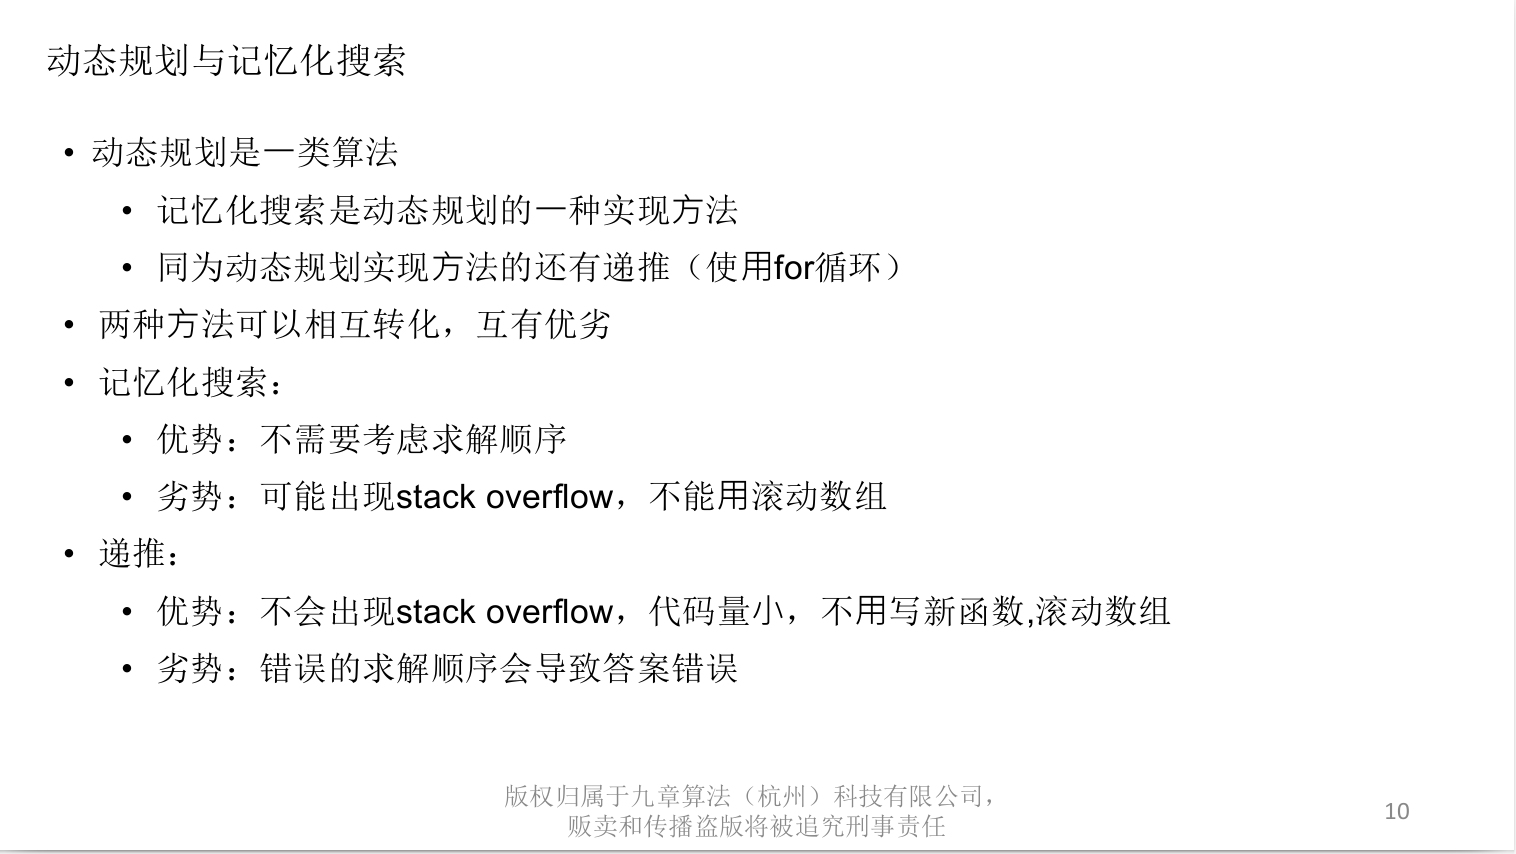 动态规划与记忆化搜索
• 动态规划是一类算法
• 记忆化搜索是动态规划的一种实现方法
• 同为动态规划实现方法的还有递推（使用for循环）
• 两种方法可以相互转化，互有优劣
• 记忆化搜索：
• 优势：不需要考虑求解顺序
• 劣势：可能出现stack overflow，不能用滚动数组
• 递推：
• 优势：不会出现stack overflow，代码量小，不用写新函数,滚动数组
• 劣势：错误的求解顺序会导致答案错误
版权归属于九章算法（杭州）科技有限公司，
贩卖和传播盗版将被追究刑事责任
10